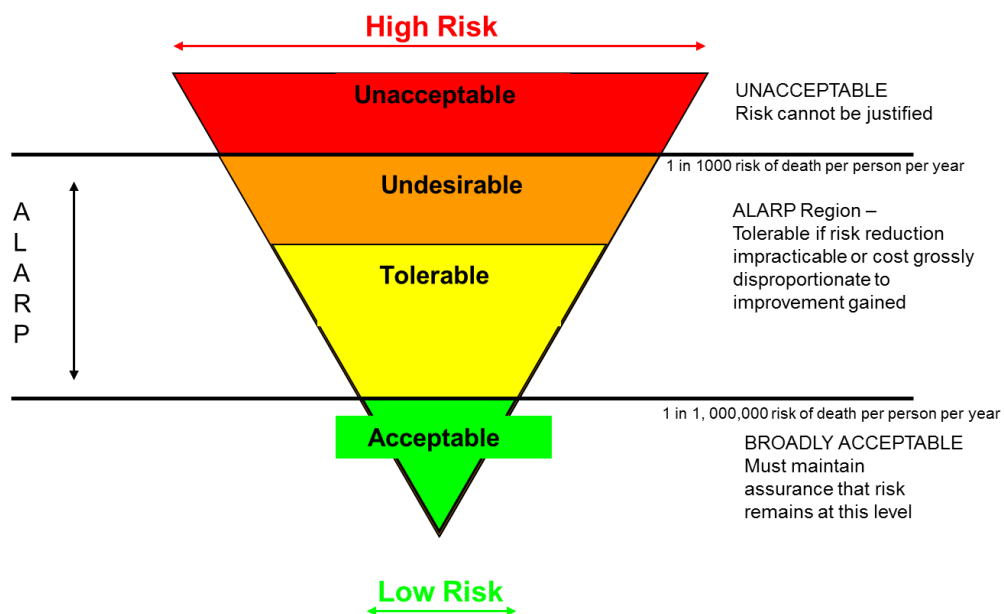 High Risk
Unacceptable
UNACCEPTABLE
Risk cannot be justified
1 in 1000 risk of death per person per year
Undesirable
A
L
A
R
P
ALARP Region –
Tolerable if risk reduction
impracticable or cost grossly
disproportionate to
improvement gained
Tolerable
1 in 1, 000,000 risk of death per person per year
Acceptable
BROADLY ACCEPTABLE
Must maintain
assurance that risk
remains at this level
Low Risk